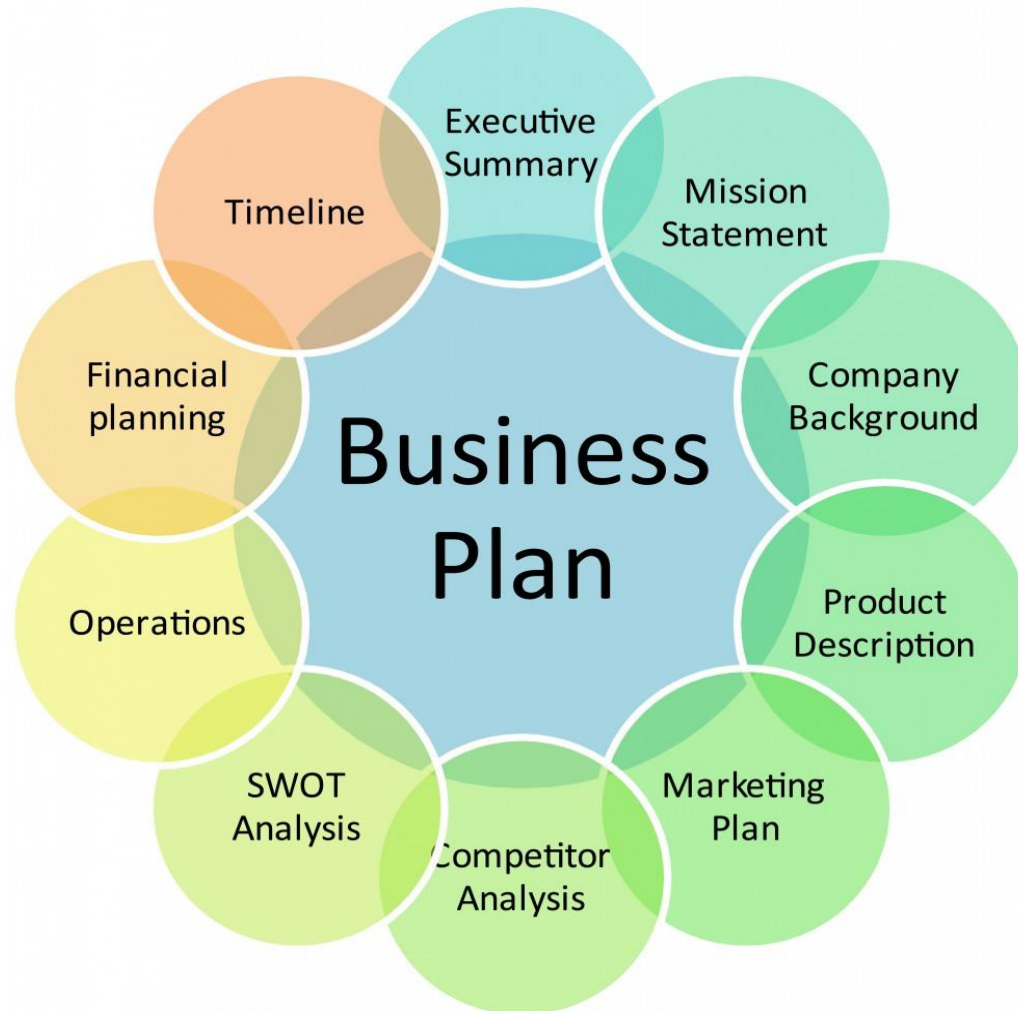 Executive
Summary
Mission
Statement
Company
Background
Product
Description
Marketing
Plan
Competitor
Analysis
SWOT
Analysis
Operations
Financial
planning
Timeline
Business
Plan